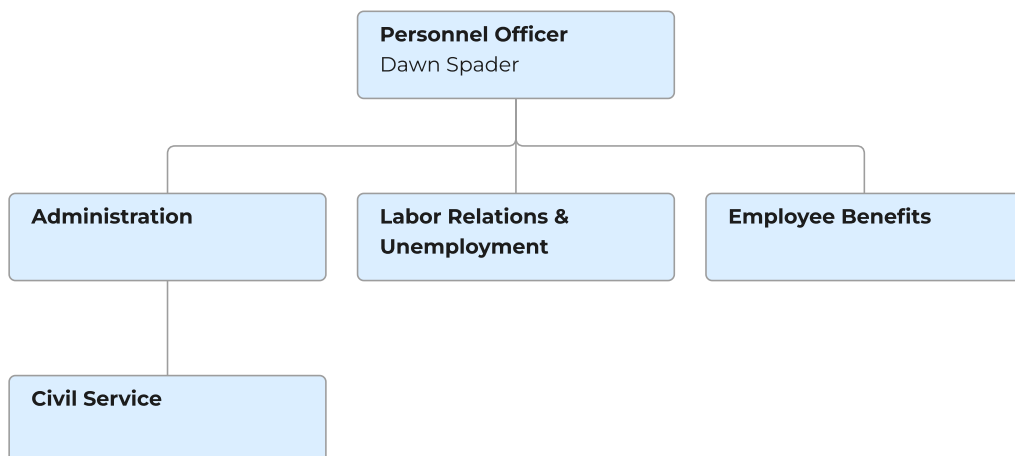 Personnel Officer
Dawn Spader
Administration
Labor Relations &
Unemployment
Employee Benefits
Civil Service